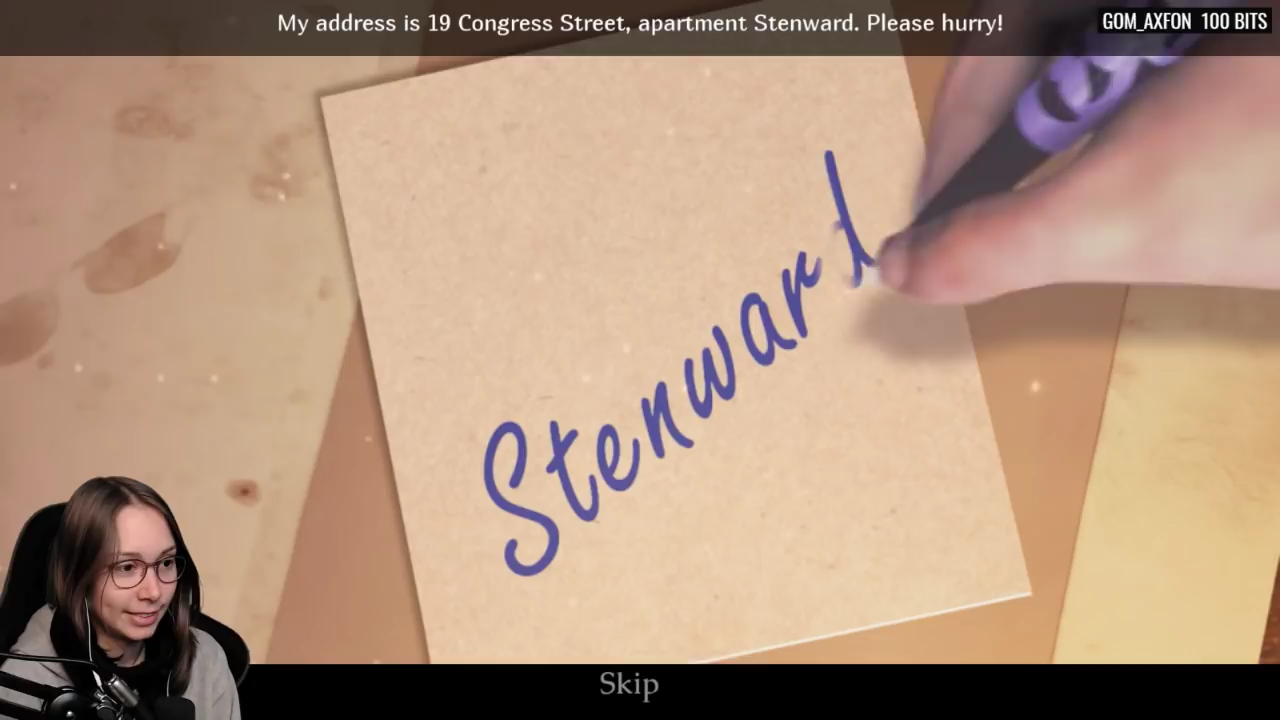 My address is 19 Congress Street, apartment Stenward. Please hurry!
GOM_AXFON 100 BITS
Stenward
Skip